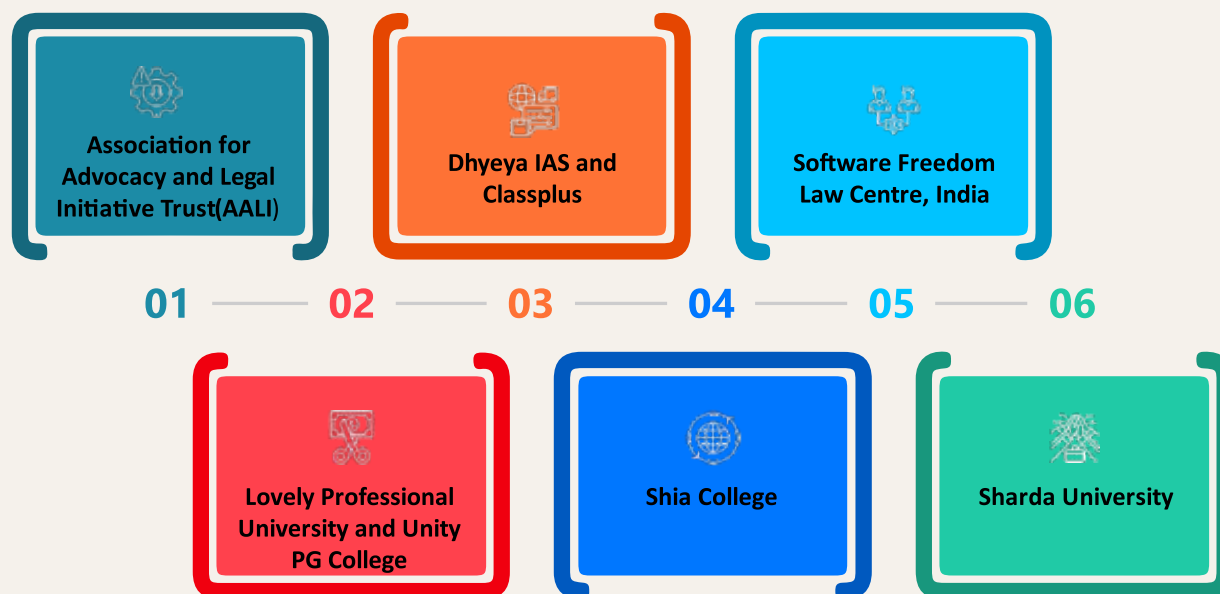 Association for
Advocacy and Legal
Initiative Trust(AALI)
Dhyeya IAS and
Classplus
Software Freedom
Law Centre, India
01
02
03
04
05
06
Lovely Professional
University and Unity
PG College
Shia College
Sharda University